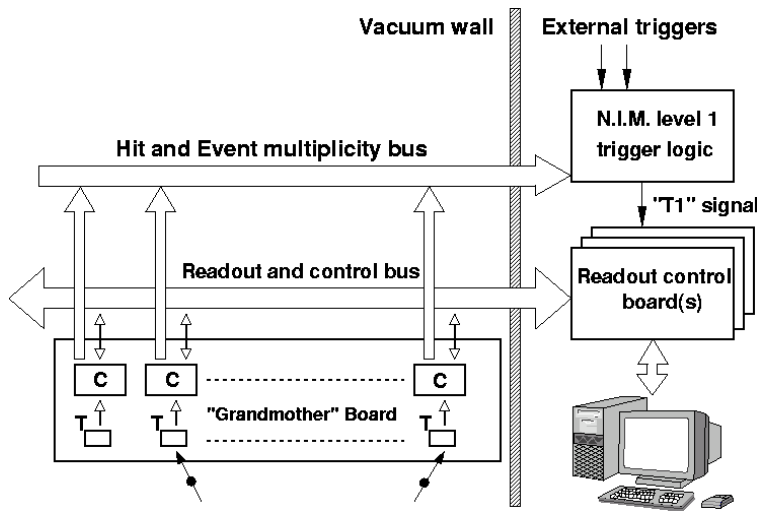 Vacuum wall
External triggers
N.I.M. level 1
trigger logic
Hit and Event multiplicity bus
"T1" signal
Readout and control bus
Readout control
board(s)
C
C
C
T
T
"Grandmother" Board
T